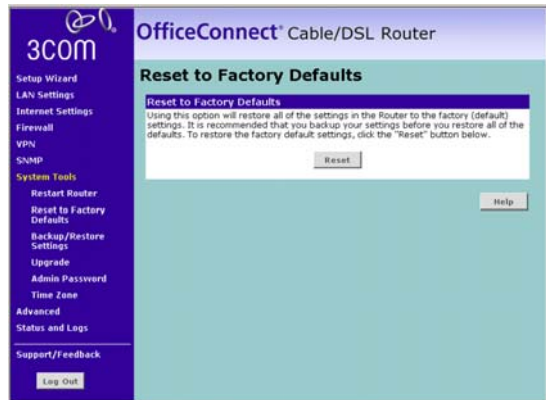 3COM
OfficeConnect® Cable/DSL Router
Setup Wizard
LAN Settings
Internet Settings
Firewall
VPN
SNMP
System Tools
Restart Router
Reset to Factory
Defaults
Backup/Restore
Settings
Upgrade
Admin Password
Time Zone
Advanced
Status and Logs
Support/Feedback
Log Out
Reset to Factory Defaults
Reset to Factory Defaults
Using this option will restore all of the settings in the Router to the factory (default)
settings. It is recommended that you backup your settings before you restore all of the
defaults. To restore the factory default settings, click the "Reset" button below.
Reset
Help